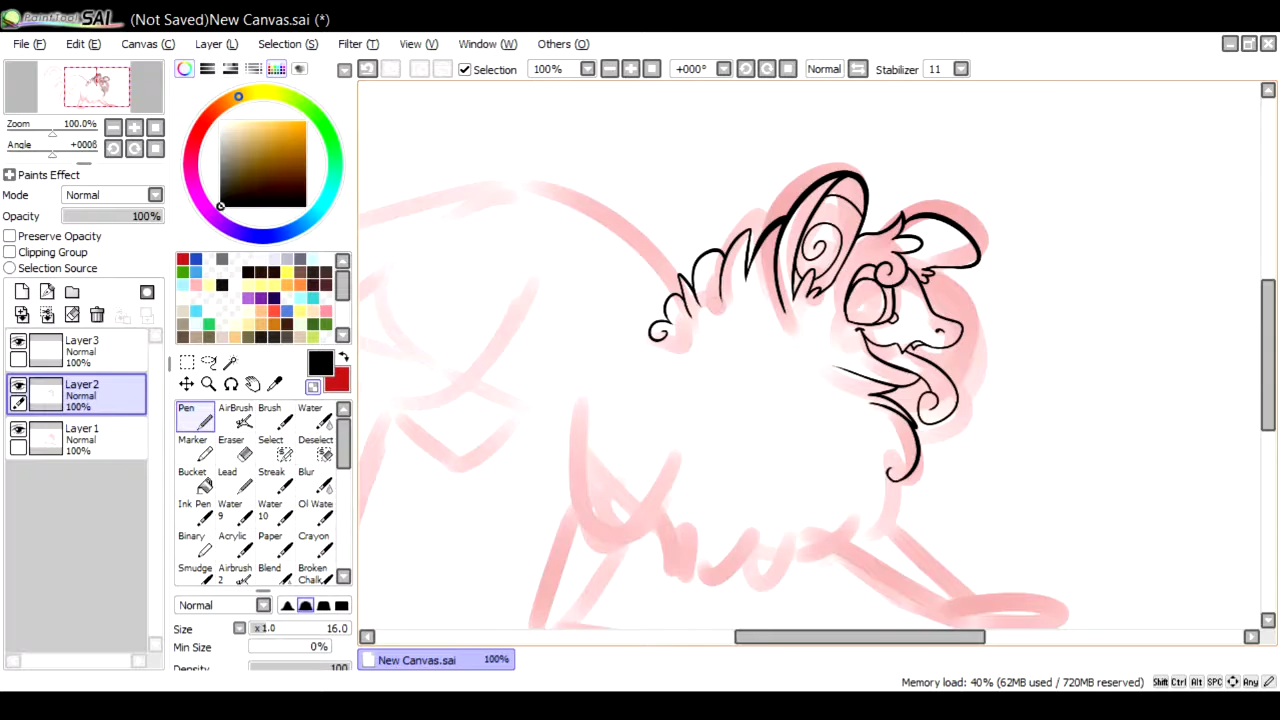 PaintTool SAI (Not Saved)New Canvas.sai (*)
File (F) Edit (E) Canvas (C) Layer (L) Selection (S) Filter (T) View (V) Window (W) Others (O)
Selection 100% +000° Normal Stabilizer 11
Zoom 100.0%
Angle +0006
Paints Effect
Mode Normal
Opacity 100%
Preserve Opacity
Clipping Group
Selection Source
Layer3
Normal
100%
Layer2
Normal
100%
Layer1
Normal
100%
Pen AirBrush Brush Water
Marker Eraser Select Deselect
Bucket Lead Streak Blur
Ink Pen Water 9 Water 10 Ol Wate
Binary Acrylic Paper Crayon
Smudge Airbrush 2 Blend Broken Chalk
Normal
Size x1.0 16.0
Min Size 0%
Density 100
New Canvas.sai 100%
Memory load: 40% (62MB used / 720MB reserved) Shift Ctrl Alt SPC Any